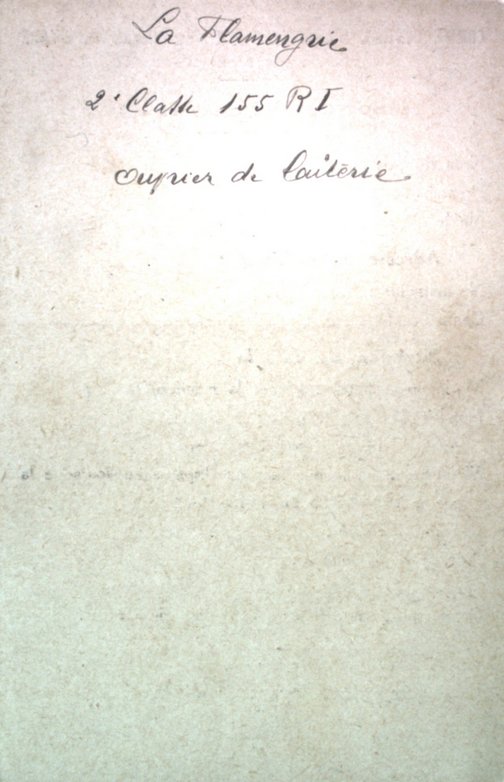 La Flamengrie
2e Classe 155 RI
ouvrier de laiterie